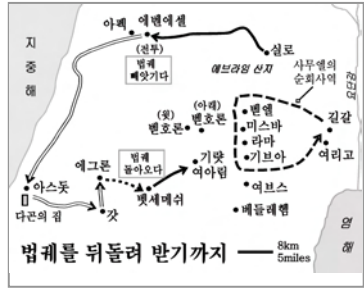 지
중
해
아펙
에벤에셀
(전투)
법궤
빼앗기다
실로
에브라임 산지
사무엘의
순회사역
요단강
(윗)
벧호론
(아래)
벧호론
벧엘
미스바
라마
기브아
길갈
여리고
에그론
법궤
돌아오다
기럇
여아림
아스돗
다곤의 집
갓
벳세메쉬
여브스
베들레헴
염
해
법궤를 뒤돌려 받기까지
8km
5miles